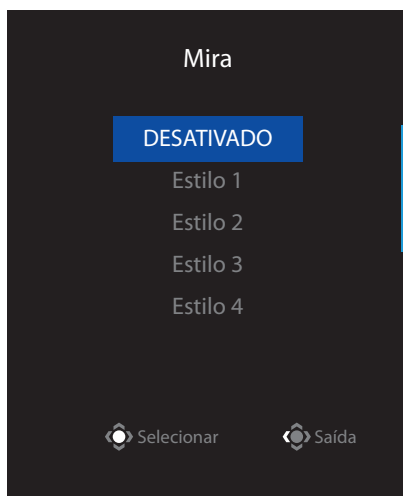 Mira
DESATIVADO
Estilo 1
Estilo 2
Estilo 3
Estilo 4
Selecionar Saída